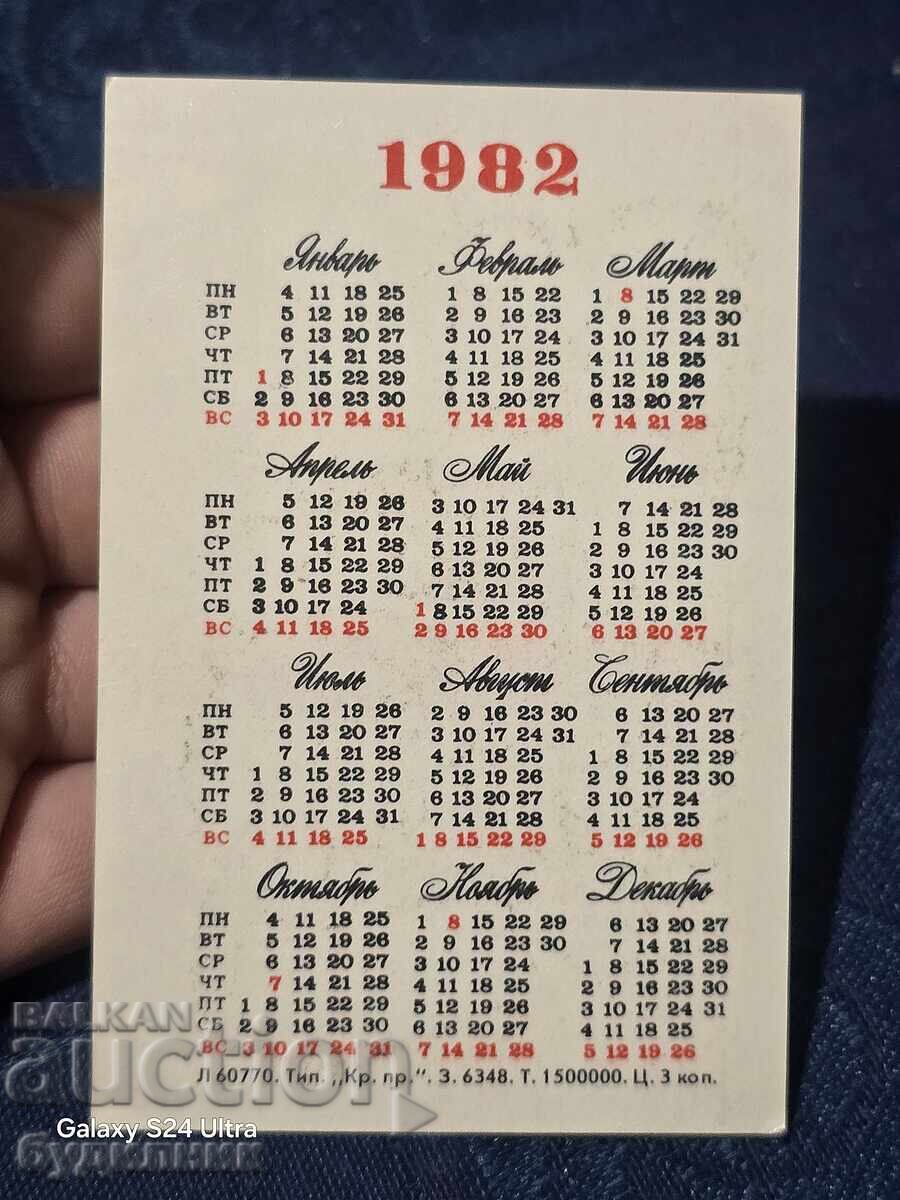 1982
Январь Февраль Март
ПН 4 11 18 25 1 8 15 22 1 8 15 22 29
ВТ 5 12 19 26 2 9 16 23 2 9 16 23 30
СР 6 13 20 27 3 10 17 24 3 10 17 24 31
ЧТ 7 14 21 28 4 11 18 25 4 11 18 25
ПТ 1 8 15 22 29 5 12 19 26 5 12 19 26
СБ 2 9 16 23 30 6 13 20 27 6 13 20 27
ВС 3 10 17 24 31 7 14 21 28 7 14 21 28
Апрель Май Июнь
ПН 5 12 19 26 3 10 17 24 31 7 14 21 28
ВТ 6 13 20 27 4 11 18 25 1 8 15 22 29
СР 7 14 21 28 5 12 19 26 2 9 16 23 30
ЧТ 1 8 15 22 29 6 13 20 27 3 10 17 24
ПТ 2 9 16 23 30 7 14 21 28 4 11 18 25
СБ 3 10 17 24 1 8 15 22 29 5 12 19 26
ВС 4 11 18 25 2 9 16 23 30 6 13 20 27
Июль Август Сентябрь
ПН 5 12 19 26 2 9 16 23 30 6 13 20 27
ВТ 6 13 20 27 3 10 17 24 31 7 14 21 28
СР 7 14 21 28 4 11 18 25 1 8 15 22 29
ЧТ 1 8 15 22 29 5 12 19 26 2 9 16 23 30
ПТ 2 9 16 23 30 6 13 20 27 3 10 17 24
СБ 3 10 17 24 31 7 14 21 28 4 11 18 25
ВС 4 11 18 25 1 8 15 22 29 5 12 19 26
Октябрь Ноябрь Декабрь
ПН 4 11 18 25 1 8 15 22 29 6 13 20 27
ВТ 5 12 19 26 2 9 16 23 30 7 14 21 28
СР 6 13 20 27 3 10 17 24 1 8 15 22 29
ЧТ 7 14 21 28 4 11 18 25 2 9 16 23 30
ПТ 1 8 15 22 29 5 12 19 26 3 10 17 24 31
СБ 2 9 16 23 30 6 13 20 27 4 11 18 25
ВС 3 10 17 24 31 7 14 21 28 5 12 19 26
Л 60770. Тип. „Кр. пр.". З. 6348. Т. 1500000. Ц. 3 коп.
BALKAN
auction
Galaxy S24 Ultra
будилник